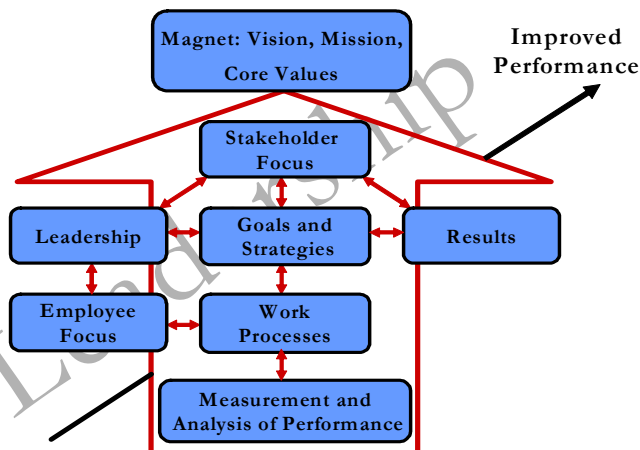 Magnet: Vision, Mission,
Core Values
Improved
Performance
Stakeholder
Focus
Leadership
Goals and
Strategies
Results
Employee
Focus
Work
Processes
Measurement and
Analysis of Performance
Leadership